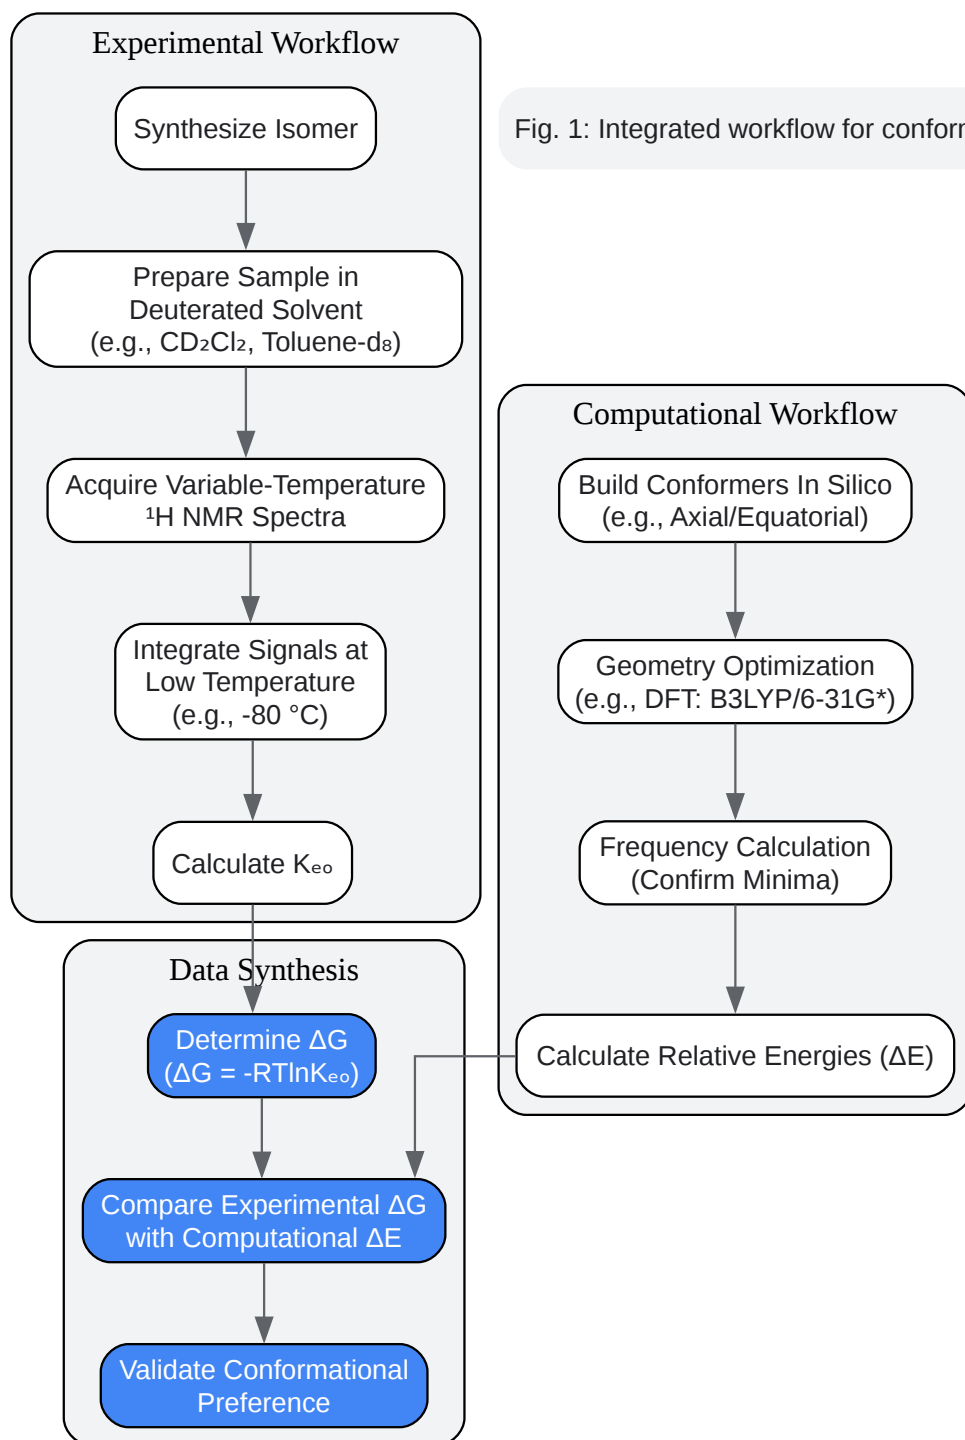 Experimental Workflow
Synthesize Isomer
Prepare Sample in
Deuterated Solvent
(e.g., CD₂Cl₂, Toluene-d₈)
Acquire Variable-Temperature
¹H NMR Spectra
Integrate Signals at
Low Temperature
(e.g., -80 °C)
Calculate Kₑₒ
Fig. 1: Integrated workflow for
Computational Workflow
Build Conformers In Silico
(e.g., Axial/Equatorial)
Geometry Optimization
(e.g., DFT: B3LYP/6-31G*)
Frequency Calculation
(Confirm Minima)
Calculate Relative Energies (ΔE)
Data Synthesis
Determine ΔG
(ΔG = -RTlnKₑₒ)
Compare Experimental ΔG
with Computational ΔE
Validate Conformational
Preference